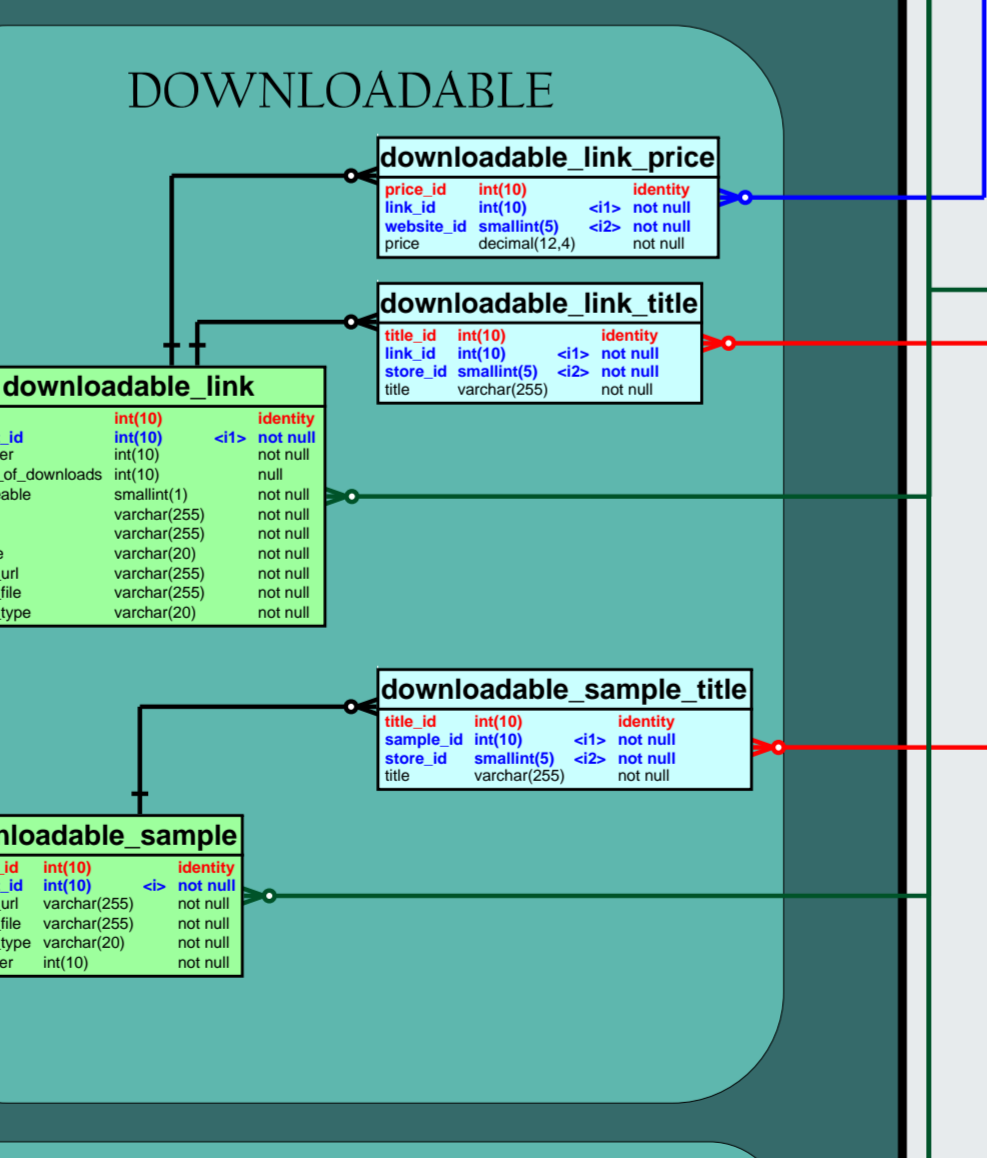 DOWNLOADABLE
downloadable_link_price
price_id int(10) identity
link_id int(10) <i1> not null
website_id smallint(5) <i2> not null
price decimal(12,4) not null
downloadable_link_title
title_id int(10) identity
link_id int(10) <i1> not null
store_id smallint(5) <i2> not null
title varchar(255) not null
downloadable_link
int(10) identity
_id int(10) <i1> not null
er int(10) not null
_of_downloads int(10) null
able smallint(1) not null
varchar(255) not null
varchar(255) not null
e varchar(20) not null
_url varchar(255) not null
_file varchar(255) not null
_type varchar(20) not null
downloadable_sample_title
title_id int(10) identity
sample_id int(10) <i1> not null
store_id smallint(5) <i2> not null
title varchar(255) not null
nloadable_sample
_id int(10) identity
_id int(10) <i> not null
_url varchar(255) not null
_file varchar(255) not null
_type varchar(20) not null
er int(10) not null